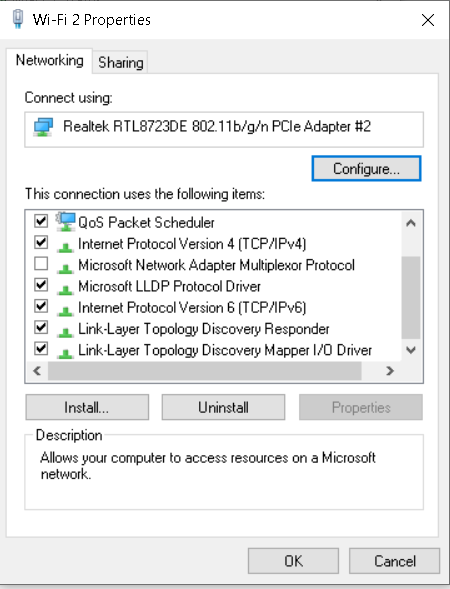 Wi-Fi 2 Properties
Networking
Sharing
Connect using:
Realtek RTL8723DE 802.11b/g/n PCIe Adapter #2
Configure...
This connection uses the following items:
QoS Packet Scheduler
Internet Protocol Version 4 (TCP/IPv4)
Microsoft Network Adapter Multiplexor Protocol
Microsoft LLDP Protocol Driver
Internet Protocol Version 6 (TCP/IPv6)
Link-Layer Topology Discovery Responder
Link-Layer Topology Discovery Mapper I/O Driver
Install...
Uninstall
Properties
Description
Allows your computer to access resources on a Microsoft
network.
OK
Cancel